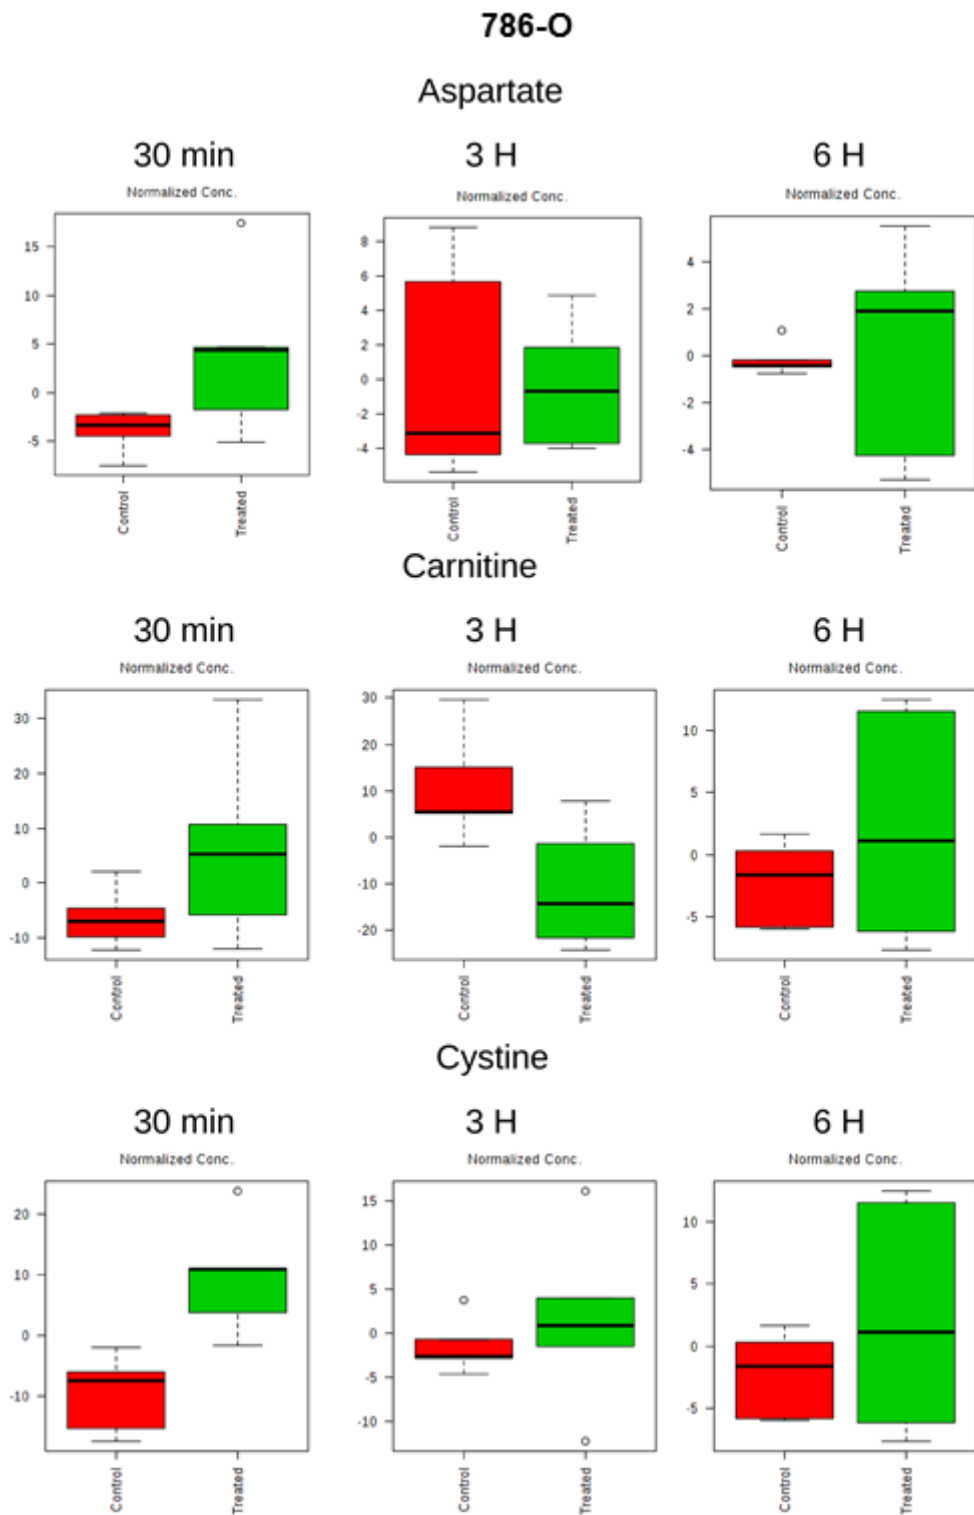 786-O
Aspartate
30 min 3 H 6 H
Normalized Conc. Normalized Conc. Normalized Conc.
15
10
5
0
-5
Control Treated
8
6
4
2
0
-2
-4
Control Treated
4
2
0
-2
-4
Control Treated
Carnitine
30 min 3 H 6 H
Normalized Conc. Normalized Conc. Normalized Conc.
30
20
10
0
-10
Control Treated
30
20
10
0
-10
-20
Control Treated
10
5
0
-5
Control Treated
Cystine
30 min 3 H 6 H
Normalized Conc. Normalized Conc. Normalized Conc.
20
10
0
-10
Control Treated
15
10
5
0
-5
-10
Control Treated
10
5
0
-5
Control Treated